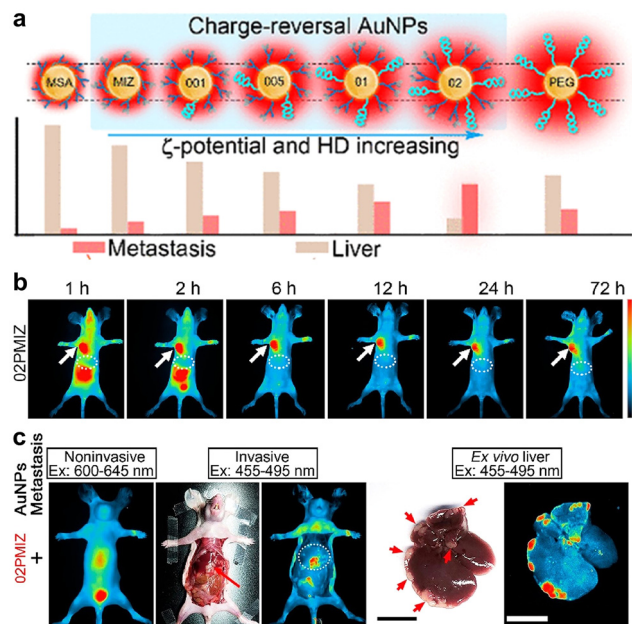 a
Charge-reversal AuNPs
MSA MIZ 001 005 01 02 PEG
ζ-potential and HD increasing
Metastasis Liver
b
1 h 2 h 6 h 12 h 24 h 72 h
02PMIZ
c
AuNPs
Metastasis
02PMIZ
+
Noninvasive
Ex: 600-645 nm
Invasive
Ex: 455-495 nm
Ex vivo liver
Ex: 455-495 nm